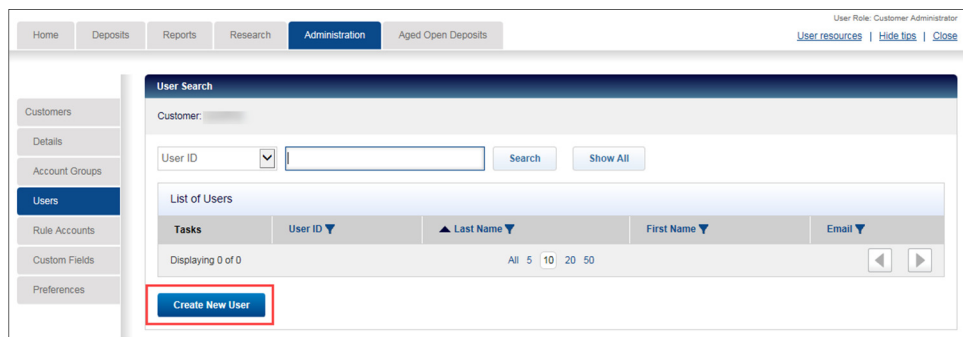 User Role: Customer Administrator
Home Deposits Reports Research Administration Aged Open Deposits
User resources | Hide tips | Close
User Search
Customers
Customer:
Details
User ID Search Show All
Account Groups
Users
List of Users
Rule Accounts
Tasks User ID Last Name First Name Email
Custom Fields
Displaying 0 of 0 All 5 10 20 50
Preferences
Create New User